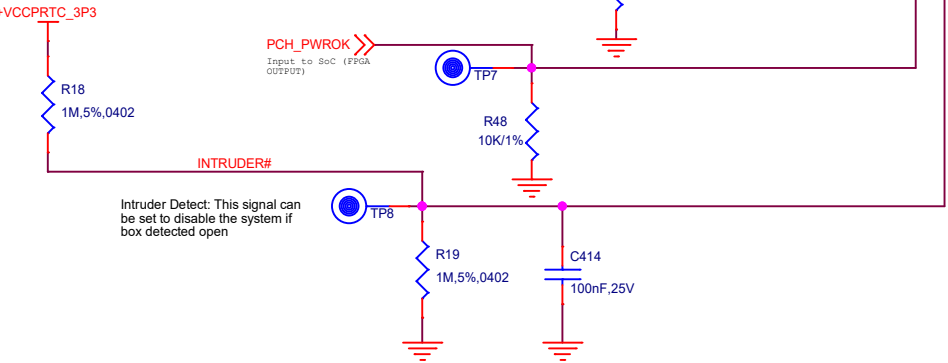 +VCCPRTC_3P3
PCH_PWROK
Input to SoC (FPGA
OUTPUT)
TP7
R18
1M,5%,0402
R48
10K/1%
INTRUDER#
Intruder Detect: This signal can
be set to disable the system if
box detected open
TP8
R19
1M,5%,0402
C414
100nF,25V